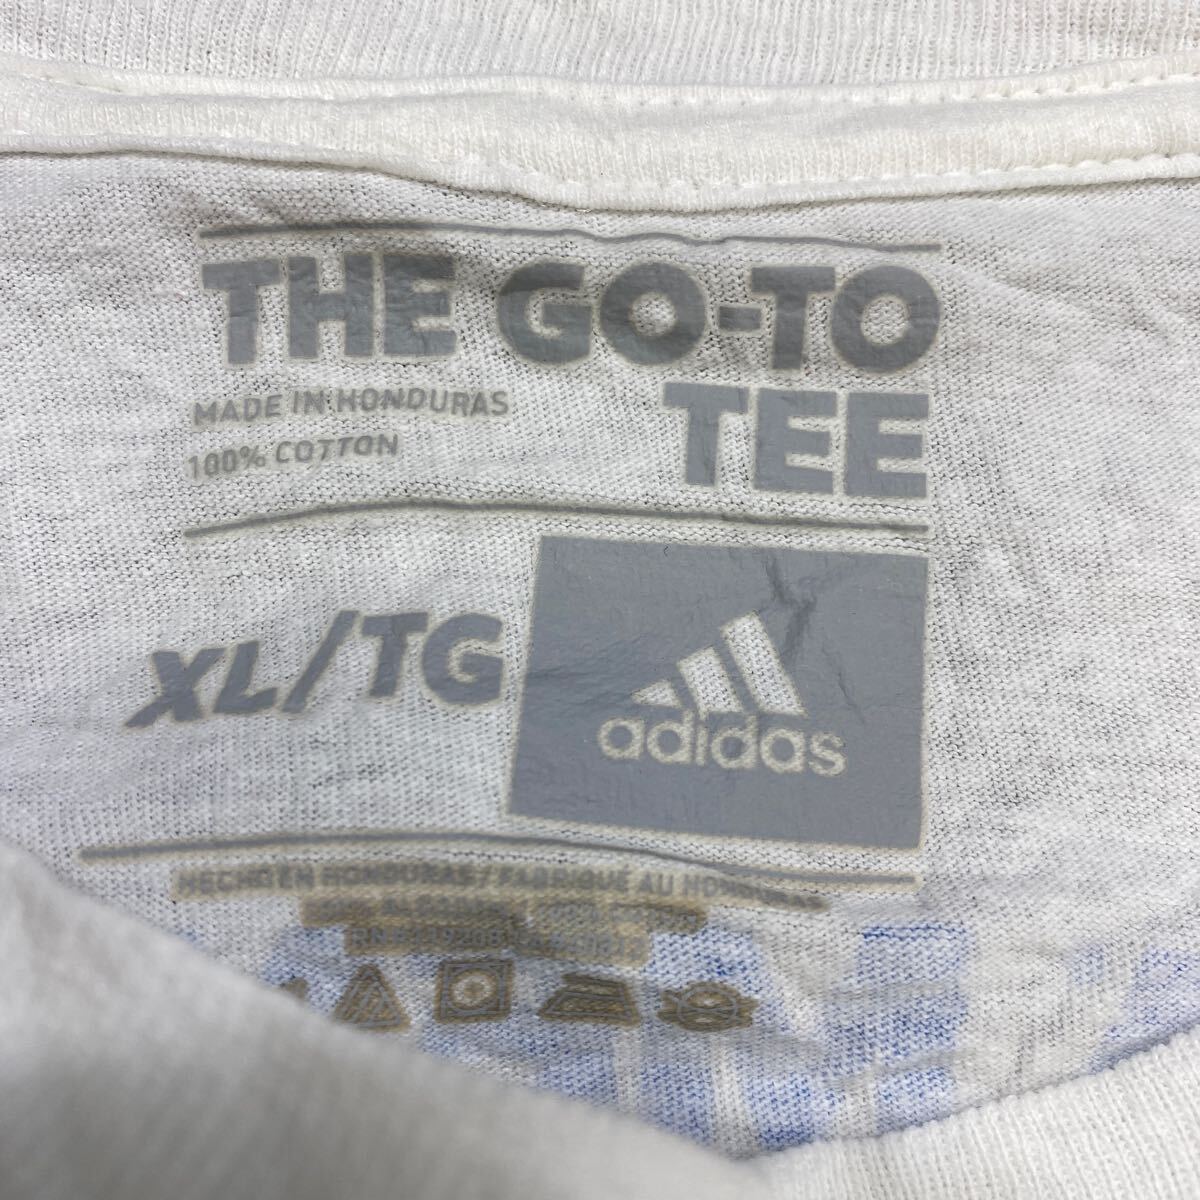 THE GO-TO
TEE
MADE IN HONDURAS
100% COTTON
XL/TG
adidas
HECHO EN HONDURAS / FABRIQUÉ AU HONDURAS